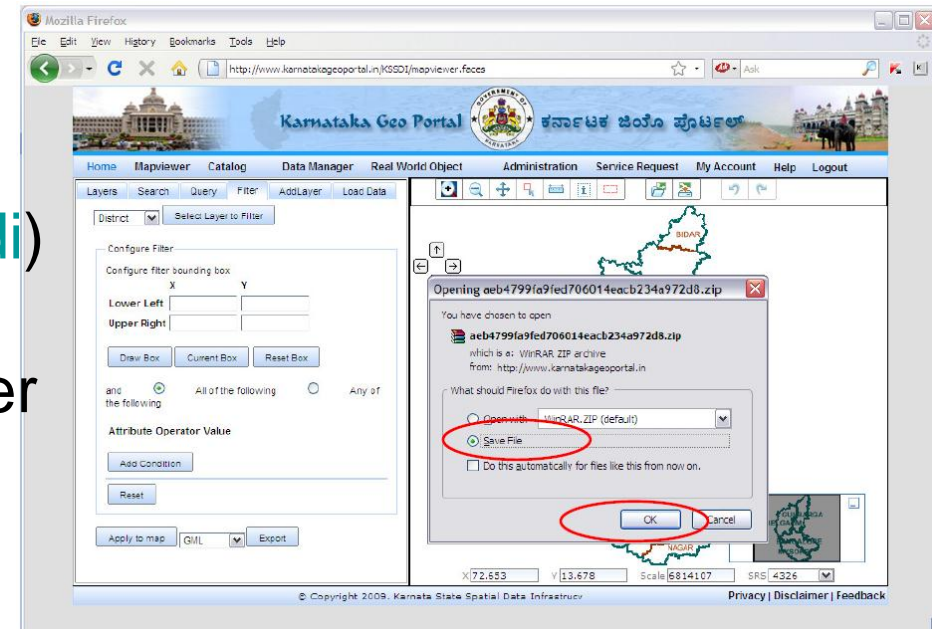 Mozilla Firefox
File Edit View History Bookmarks Tools Help
http://www.karnatakageoportal.in/KSSDI/mapviewer.faces
Ask
Karnataka Geo Portal
ಕರ್ನಾಟಕ ಜಿಯೋ ಪೊರ್ಟಲ್
Home Mapviewer Catalog Data Manager Real World Object Administration Service Request My Account Help Logout
Layers Search Query Filter AddLayer Load Data
di)
er
District Select Layer to Filter
Configure Filter
Configure filter bounding box
X Y
Lower Left
Upper Right
Draw Box Current Box Reset Box
and All of the following Any of
the following
Attribute Operator Value
Add Condition
Reset
Apply to map GML Export
BIDAR
Opening aeb4799fa9fed706014eacb234a972d8.zip
You have chosen to open
aeb4799fa9fed706014eacb234a972d8.zip
which is a: WinRAR ZIP archive
from: http://www.karnatakageoportal.in
What should Firefox do with this file?
Open with WinRAR.ZIP (default)
Save File
Do this automatically for files like this from now on.
OK Cancel
NAGAR
X 72.653 Y 13.678 Scale 6814107 SRS 4326
© Copyright 2009. Karnata State Spatial Data Infrastrucv
Privacy | Disclaimer | Feedback